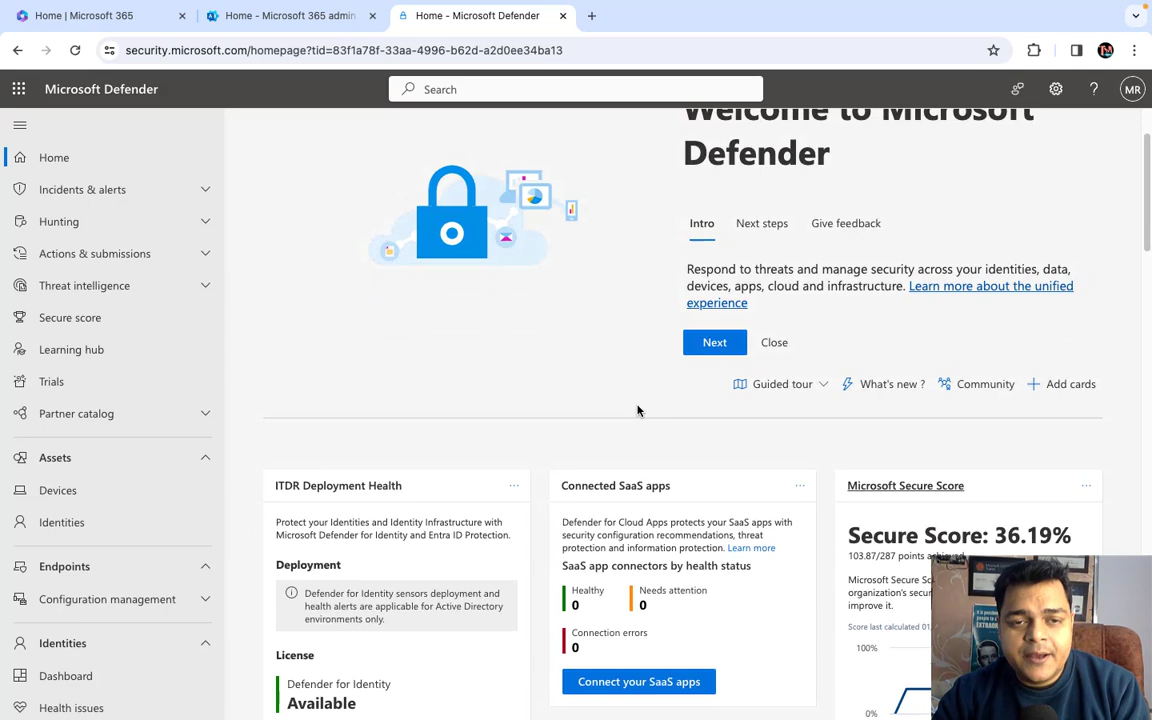 Home | Microsoft 365
Home - Microsoft 365 admin
Home - Microsoft Defender
security.microsoft.com/homepage?tid=83f1a78f-33aa-4996-b62d-a2d0ee34ba13
Microsoft Defender
Search
MR
Home
Incidents & alerts
Hunting
Actions & submissions
Threat intelligence
Secure score
Learning hub
Trials
Partner catalog
Assets
Devices
Identities
Endpoints
Configuration management
Identities
Dashboard
Health issues
Welcome to Microsoft
Defender
Intro Next steps Give feedback
Respond to threats and manage security across your identities, data,
devices, apps, cloud and infrastructure. Learn more about the unified
experience
Next Close
Guided tour What's new ? Community Add cards
ITDR Deployment Health
Protect your Identities and Identity Infrastructure with
Microsoft Defender for Identity and Entra ID Protection.
Deployment
Defender for Identity sensors deployment and
health alerts are applicable for Active Directory
environments only.
License
Defender for Identity
Available
Connected SaaS apps
Defender for Cloud Apps protects your SaaS apps with
security configuration recommendations, threat
protection and information protection. Learn more
SaaS app connectors by health status
Healthy
0
Needs attention
0
Connection errors
0
Connect your SaaS apps
Microsoft Secure Score
Secure Score: 36.19%
103.87/287 points achieved
Microsoft Secure
organization's
improve it.
Score last calculated 01
100%
0%